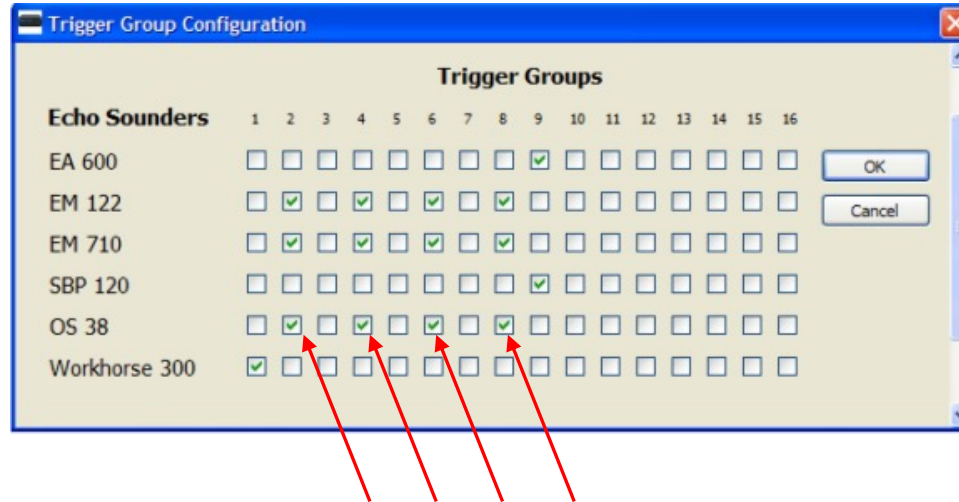 Trigger Group Configuration
Trigger Groups
Echo Sounders 1 2 3 4 5 6 7 8 9 10 11 12 13 14 15 16
EA 600
OK
EM 122
Cancel
EM 710
SBP 120
OS 38
Workhorse 300